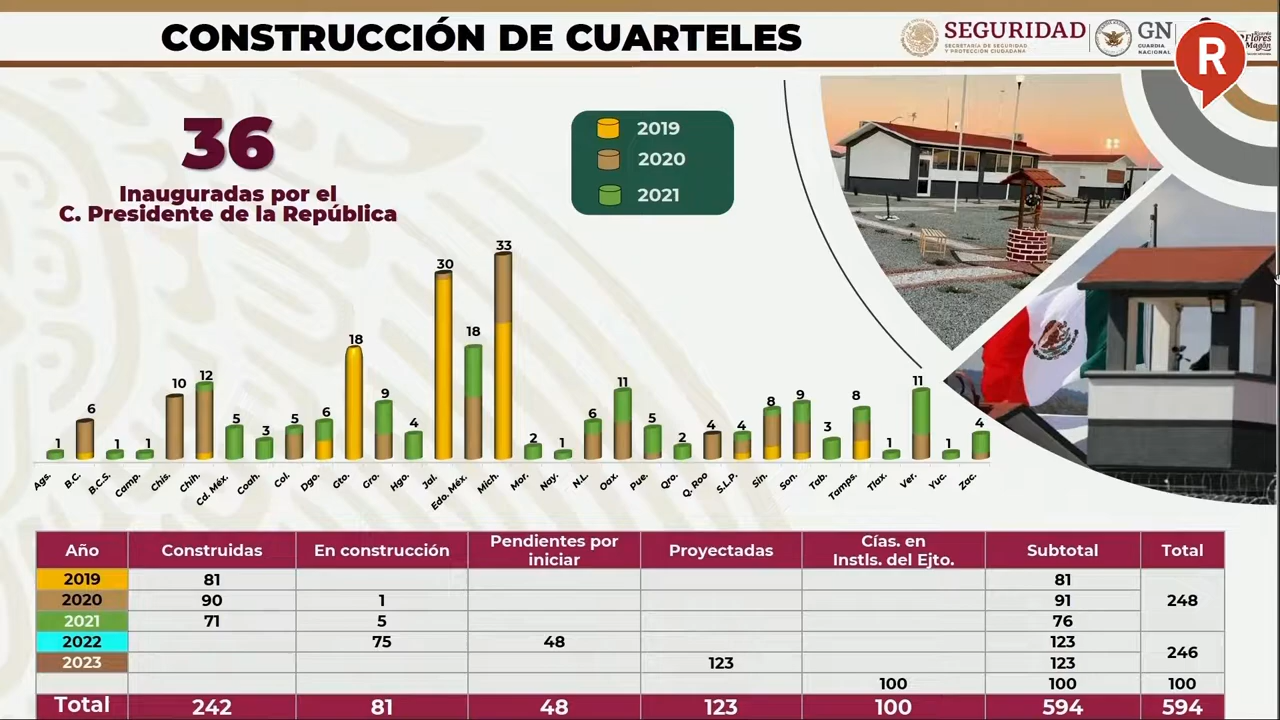 CONSTRUCCIÓN DE CUARTELES
SEGURIDAD
SECRETARÍA DE SEGURIDAD
Y PROTECCIÓN CIUDADANA
GN
GUARDIA
NACIONAL
R
Ricardo
Flores
Magón
36
Inauguradas por el
C. Presidente de la República
2019
2020
2021
1 6 1 1 10 12 5 3 5 6 18 9 4 30 18 33 2 1 6 11 5 2 4 4 8 9 3 8 1 11 1 4
Ags. B.C. B.C.S. Camp. Chis. Chih. Cd. Méx. Coah. Col. Dgo. Gto. Gro. Hgo. Jal. Edo. Méx. Mich. Mor. Nay. N.L. Oax. Pue. Qro. Q. Roo S.L.P. Sin. Son. Tab. Tamps. Tlax. Ver. Yuc. Zac.
Año Construidas En construcción Pendientes por iniciar Proyectadas Cías. en Instls. del Ejto. Subtotal Total
2019 81 81
2020 90 1 91 248
2021 71 5 76
2022 75 48 123
2023 123 123 246
100 100 100
Total 242 81 48 123 100 594 594